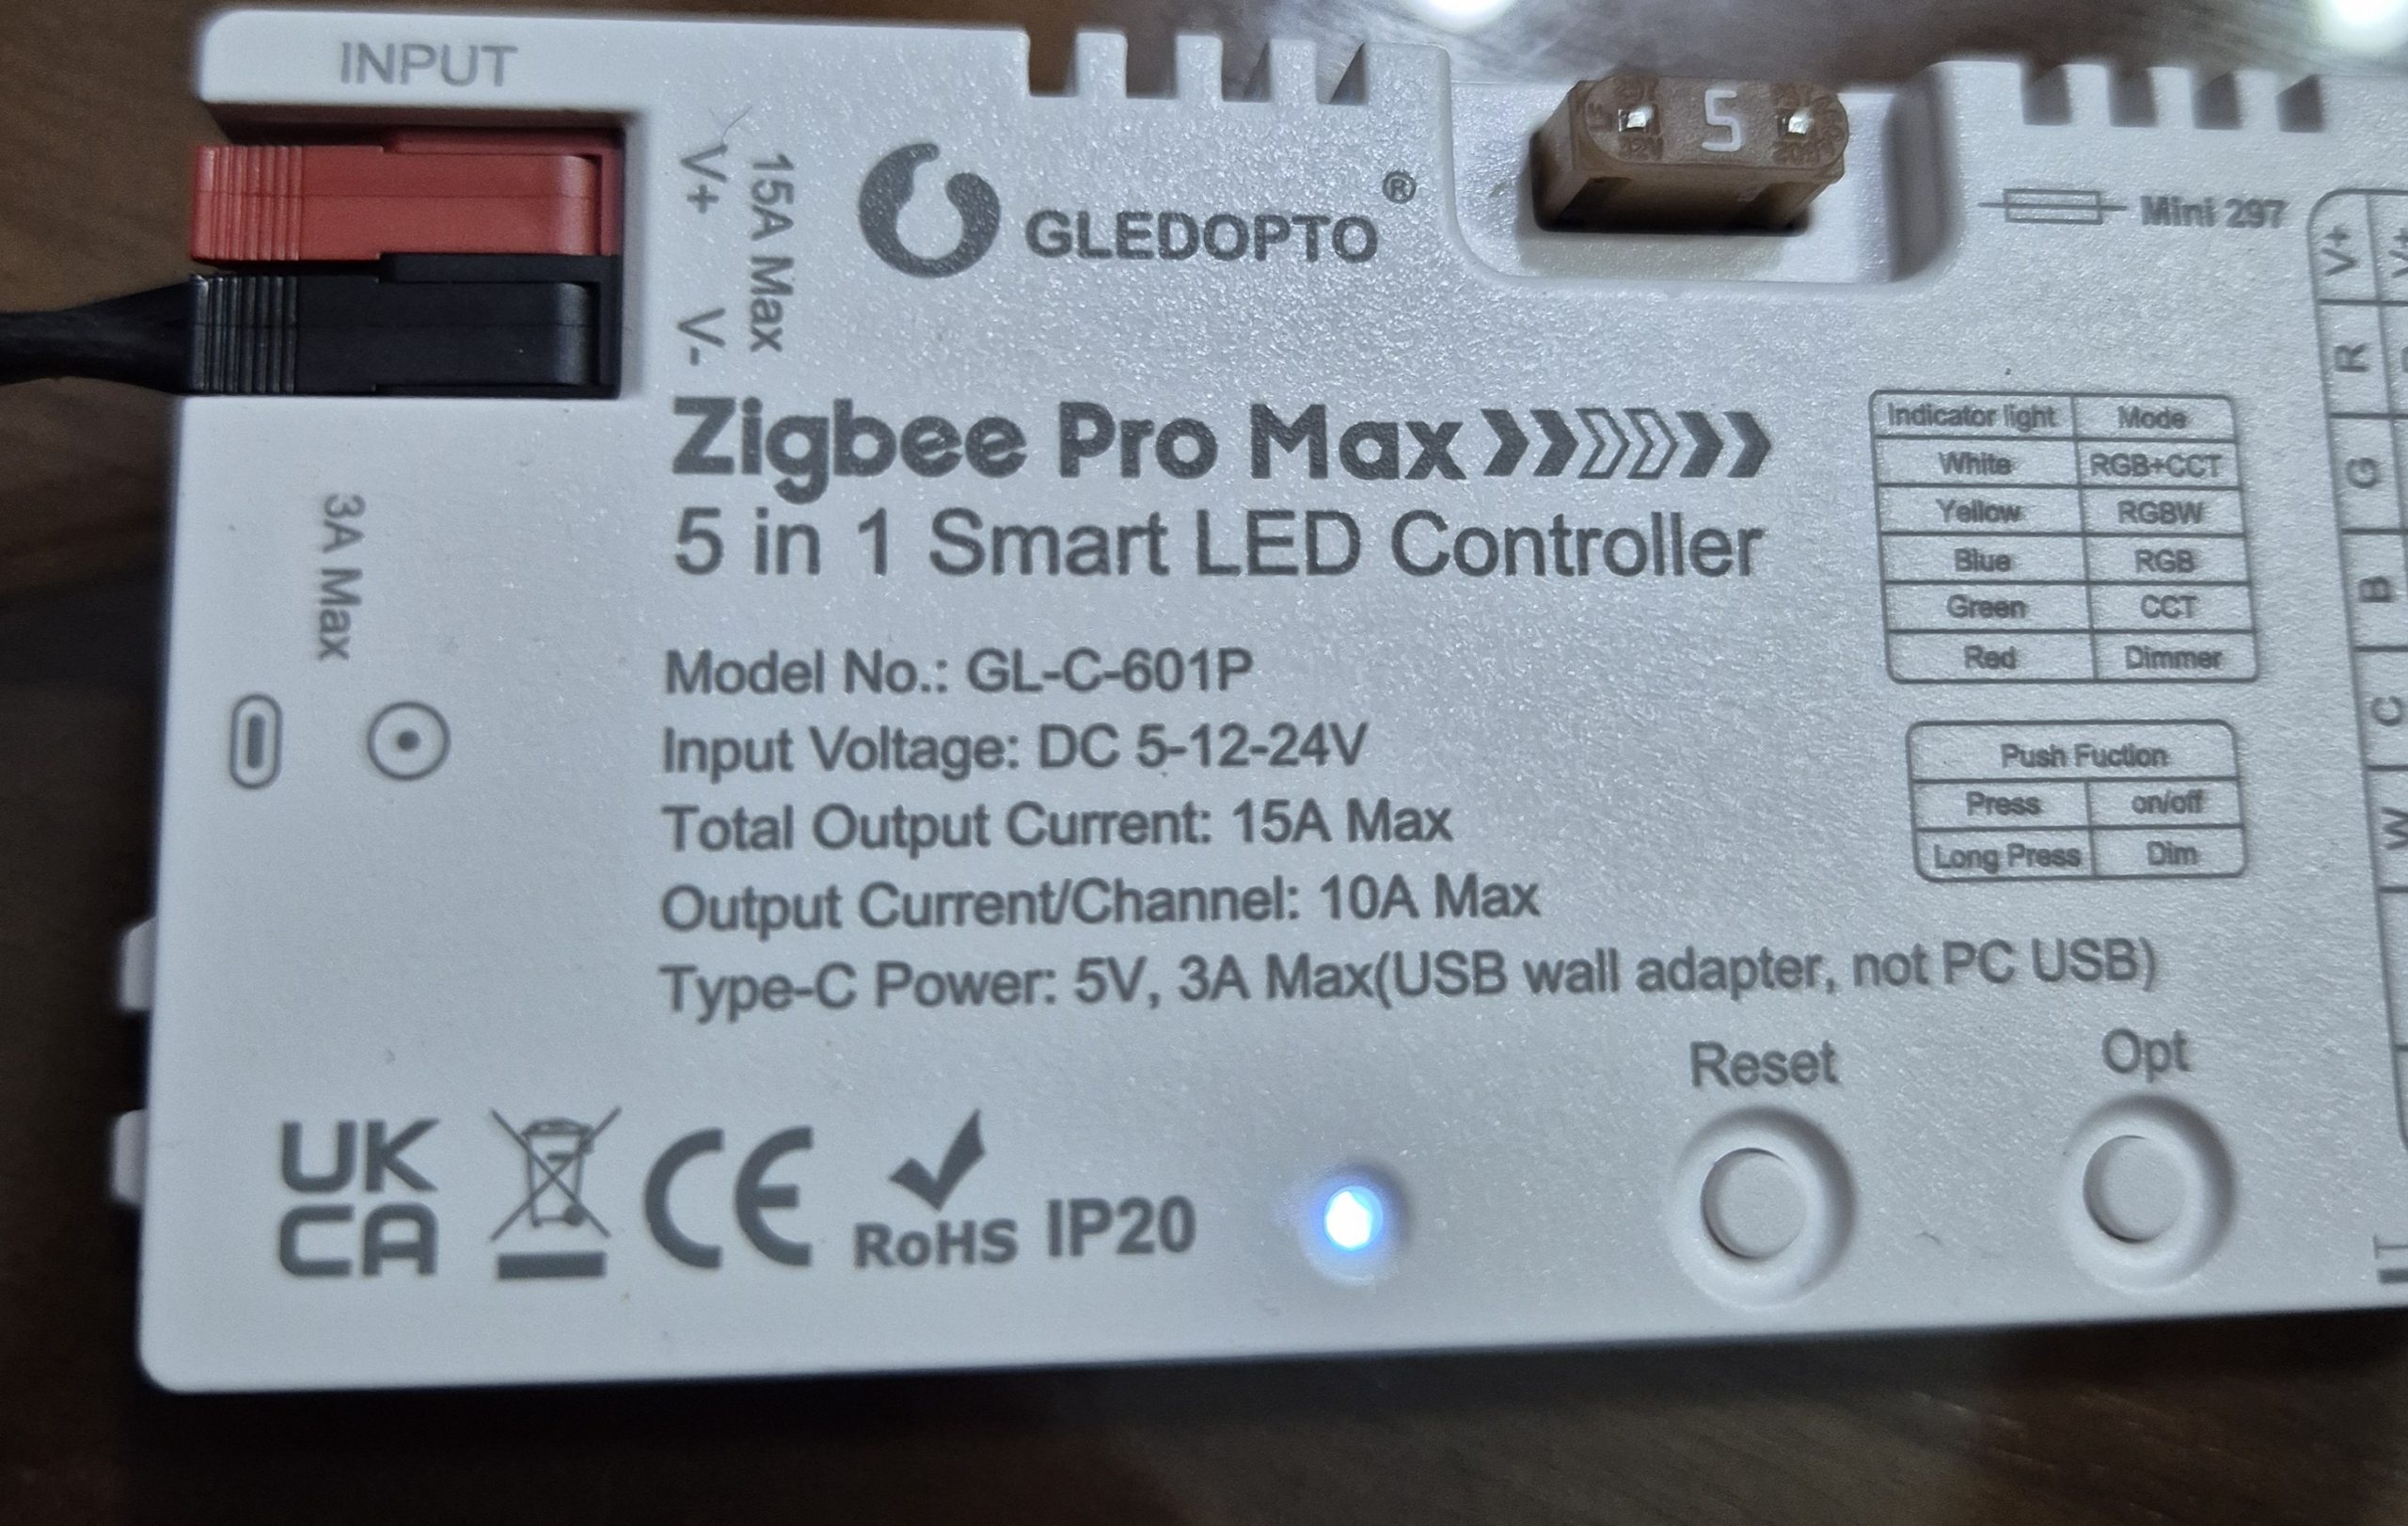 INPUT
V+
V-
15A Max
GLEDOPTO®
5
Mini 297
Zigbee Pro Max
5 in 1 Smart LED Controller
3A Max
Model No.: GL-C-601P
Input Voltage: DC 5-12-24V
Total Output Current: 15A Max
Output Current/Channel: 10A Max
Type-C Power: 5V, 3A Max(USB wall adapter, not PC USB)
Indicator light Mode
White RGB+CCT
Yellow RGBW
Blue RGB
Green CCT
Red Dimmer
Push Fuction
Press on/off
Long Press Dim
V+
R
G
B
C
W
V+
Reset
Opt
UK
CA
CE
RoHS
IP20